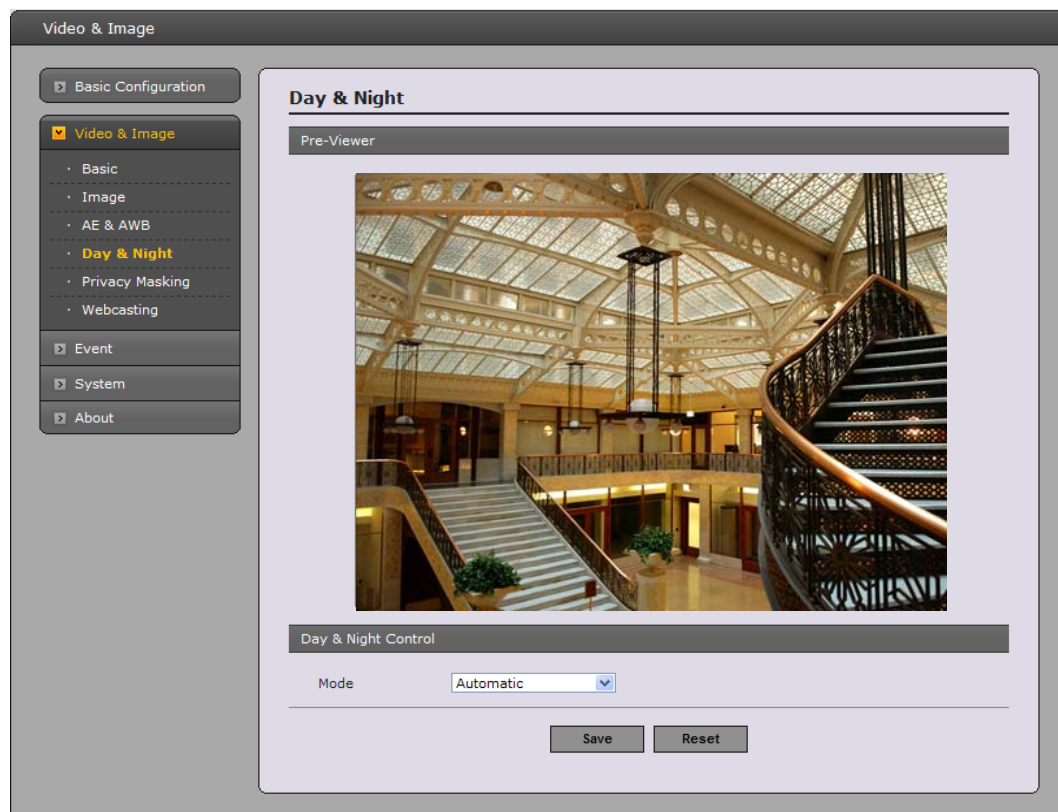 Video & Image
Basic Configuration
Video & Image
· Basic
· Image
· AE & AWB
· Day & Night
· Privacy Masking
· Webcasting
Event
System
About
Day & Night
Pre-Viewer
Day & Night Control
Mode Automatic
Save Reset